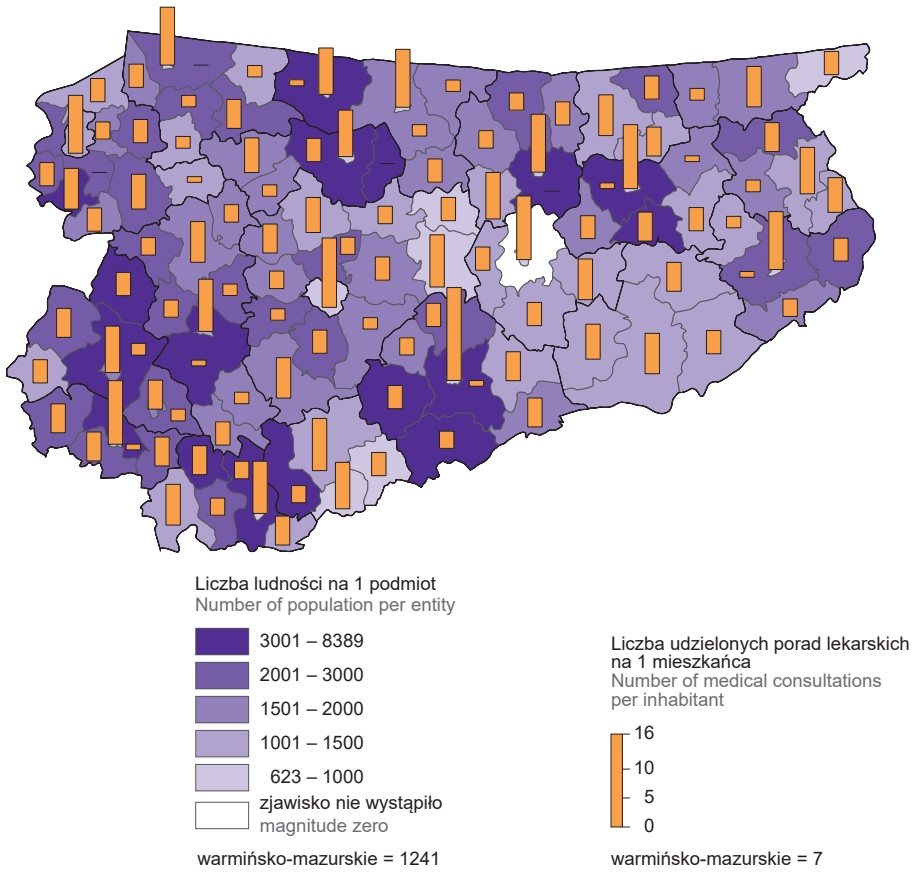 Liczba ludności na 1 podmiot
Number of population per entity
3001 – 8389
2001 – 3000
1501 – 2000
1001 – 1500
623 – 1000
zjawisko nie wystąpiło
magnitude zero
warmińsko-mazurskie = 1241
Liczba udzielonych porad lekarskich
na 1 mieszkańca
Number of medical consultations
per inhabitant
16
10
5
0
warmińsko-mazurskie = 7